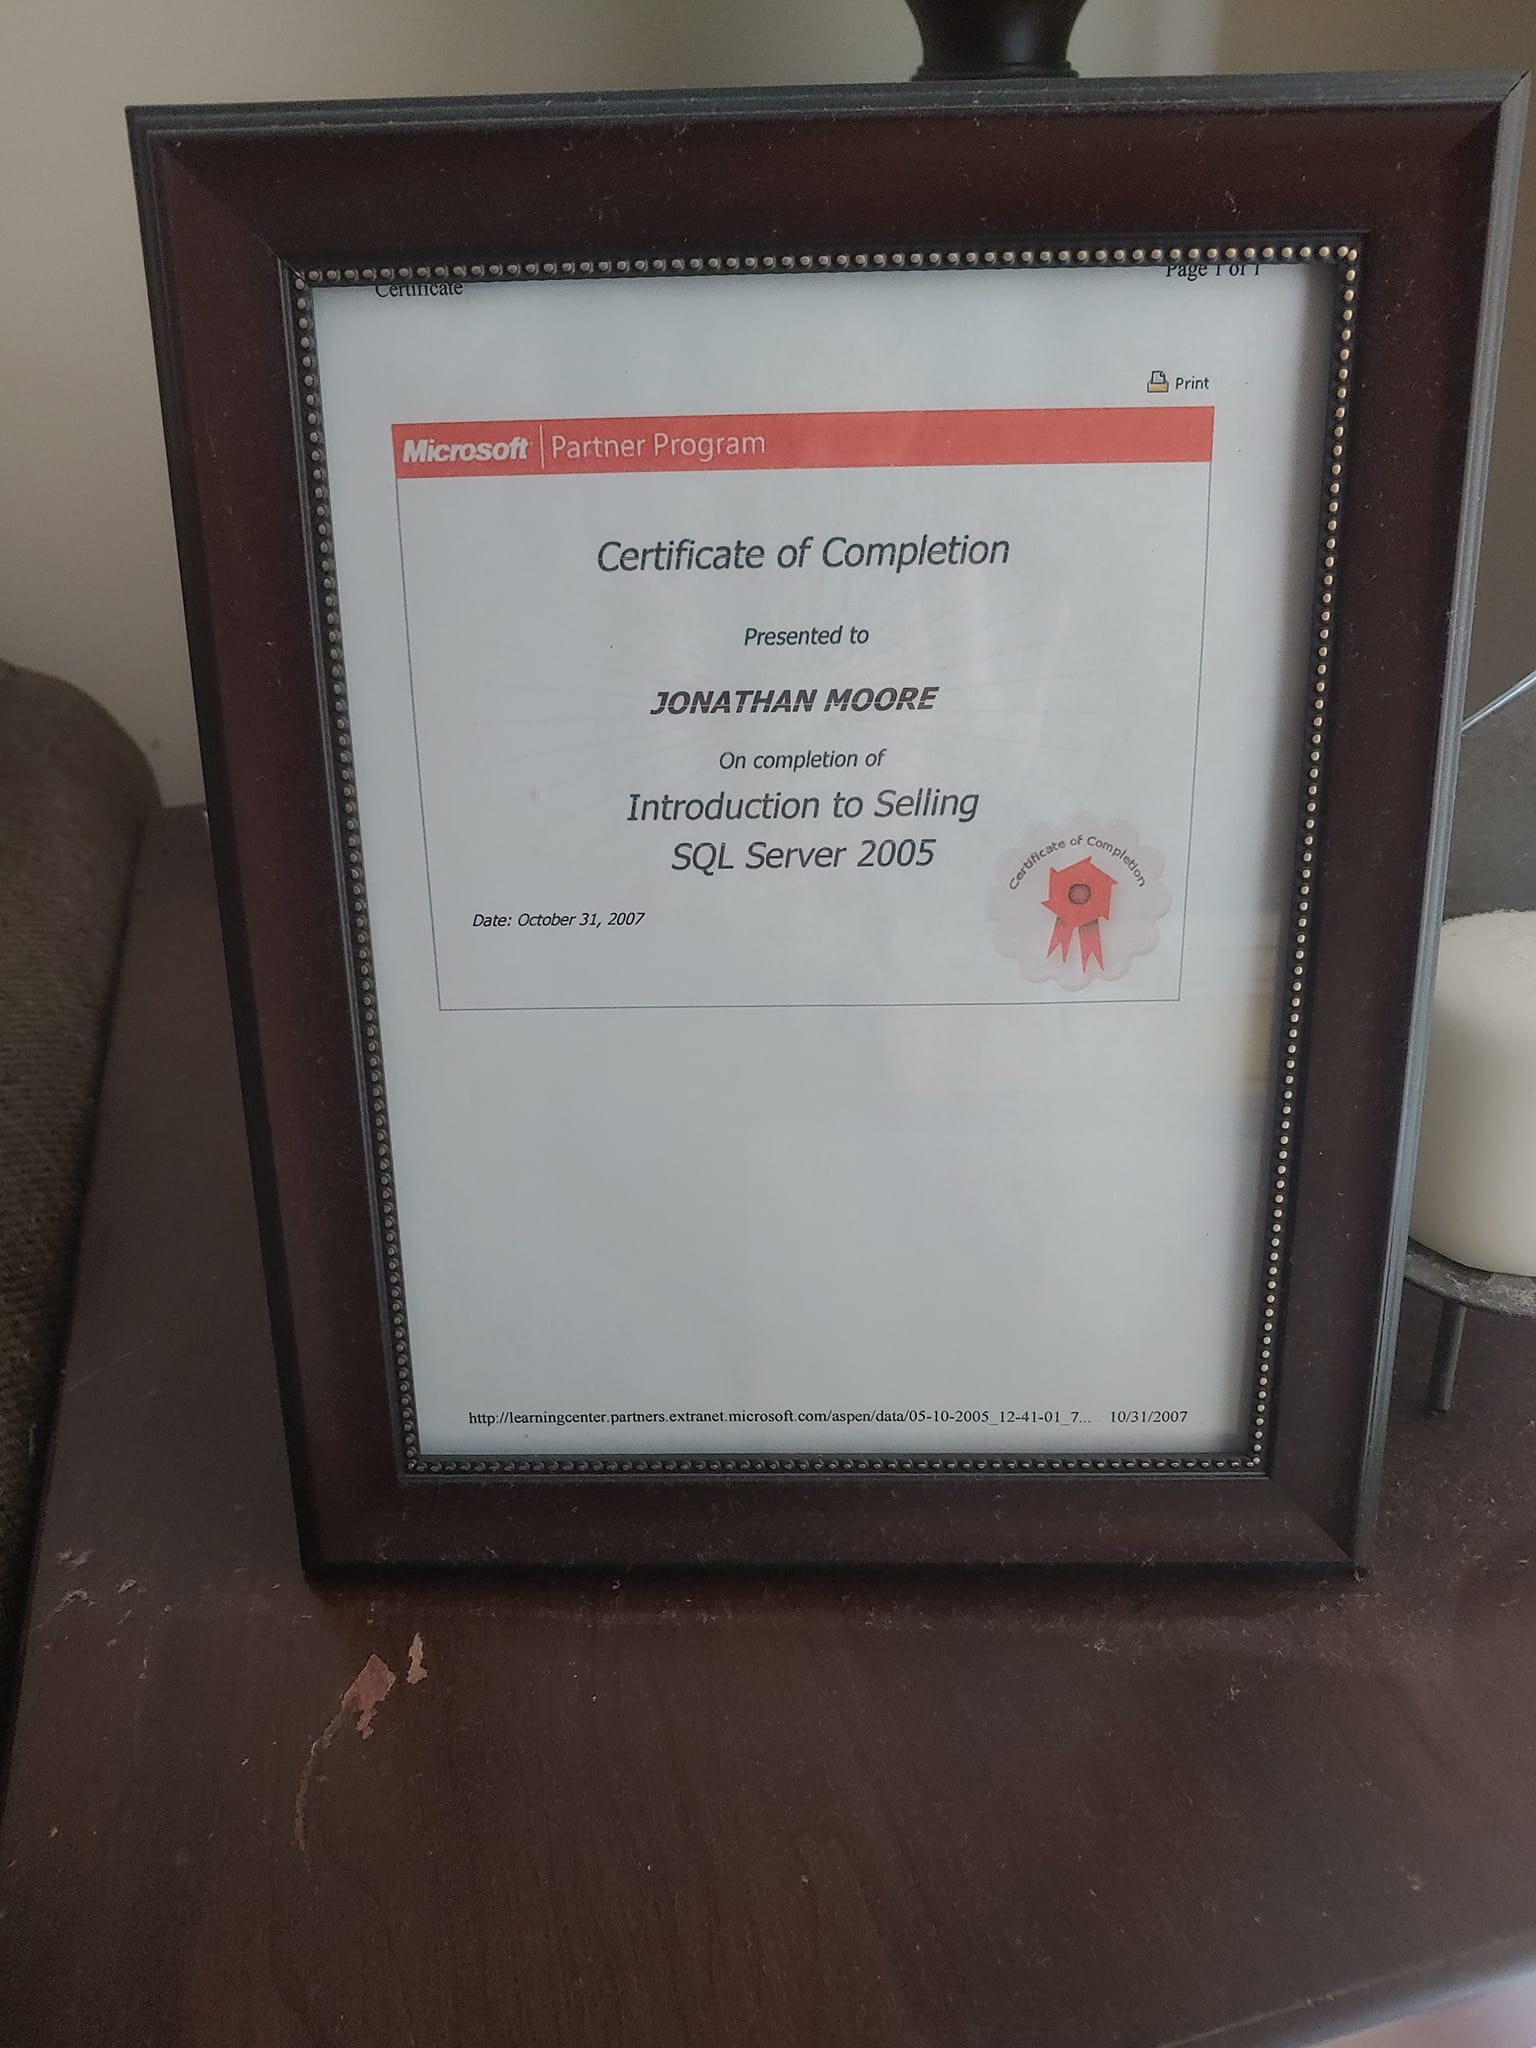 Certificate
Page 1 of 1
Print
Microsoft | Partner Program
Certificate of Completion
Presented to
JONATHAN MOORE
On completion of
Introduction to Selling
SQL Server 2005
Certificate of Completion
Date: October 31, 2007
http://learningcenter.partners.extranet.microsoft.com/aspen/data/05-10-2005_12-41-01_7... 10/31/2007